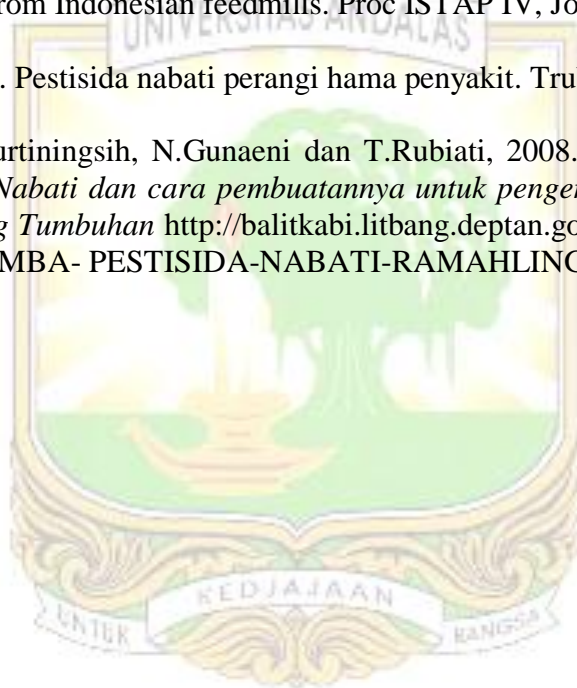 rom Indonesian feedmills. Proc ISTAP IV, Jo
UNIVERSITAS ANDALAS
. Pestisida nabati perangi hama penyakit. Tru
urtiningsih, N.Gunaeni dan T.Rubiati, 2008.
Nabati dan cara pembuatannya untuk penge
g Tumbuhan http://balitkabi.litbang.deptan.go
MBA- PESTISIDA-NABATI-RAMAHLING
UNTUK KEDJAJAAN BANGSA